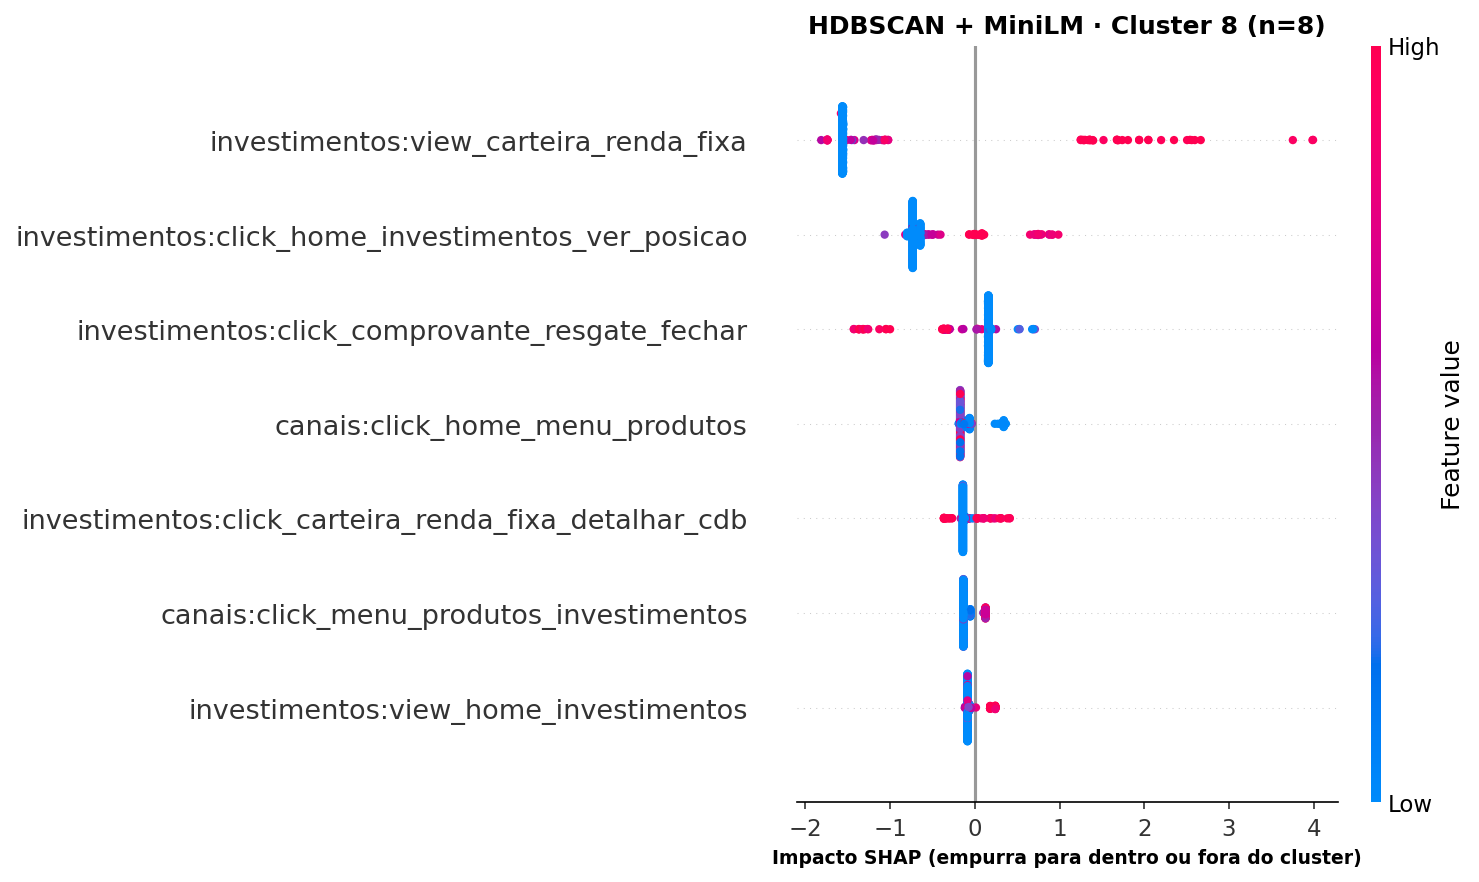 HDBSCAN + MiniLM · Cluster 8 (n=8)
High
investimentos:view_carteira_renda_fixa
investimentos:click_home_investimentos_ver_posicao
investimentos:click_comprovante_resgate_fechar
canais:click_home_menu_produtos
investimentos:click_carteira_renda_fixa_detalhar_cdb
canais:click_menu_produtos_investimentos
investimentos:view_home_investimentos
Feature value
Low
−2 −1 0 1 2 3 4
Impacto SHAP (empurra para dentro ou fora do cluster)